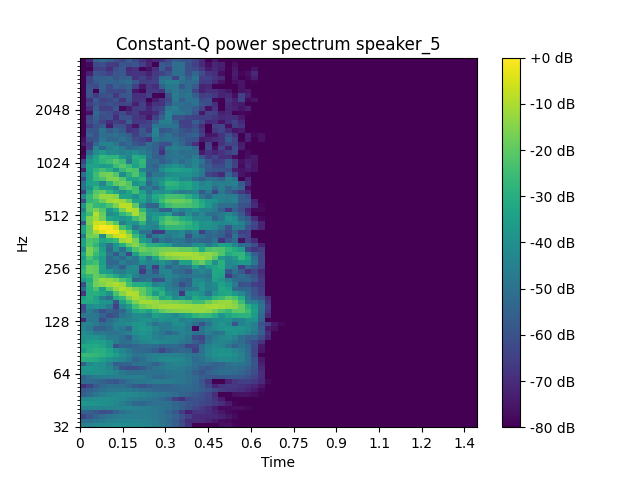 Constant-Q power spectrum speaker_5
Hz
2048
1024
512
256
128
64
32
0 0.15 0.3 0.45 0.6 0.75 0.9 1.1 1.2 1.4
Time
+0 dB
-10 dB
-20 dB
-30 dB
-40 dB
-50 dB
-60 dB
-70 dB
-80 dB